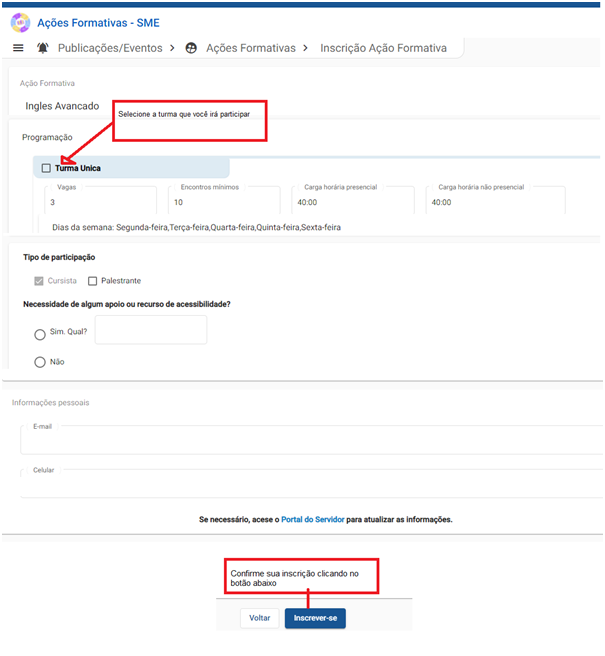 Ações Formativas - SME
Publicações/Eventos > Ações Formativas > Inscrição Ação Formativa
Ação Formativa
Ingles Avancado
Selecione a turma que você irá participar
Programação
Turma Unica
Vagas Encontros mínimos Carga horária presencial Carga horária não presencial
3 10 40:00 40:00
Dias da semana: Segunda-feira,Terça-feira,Quarta-feira,Quinta-feira,Sexta-feira
Tipo de participação
Cursista Palestrante
Necessidade de algum apoio ou recurso de acessibilidade?
Sim. Qual?
Não
Informações pessoais
E-mail
Celular
Se necessário, acese o Portal do Servidor para atualizar as informações.
Confirme sua inscrição clicando no
botão abaixo
Voltar Inscrever-se